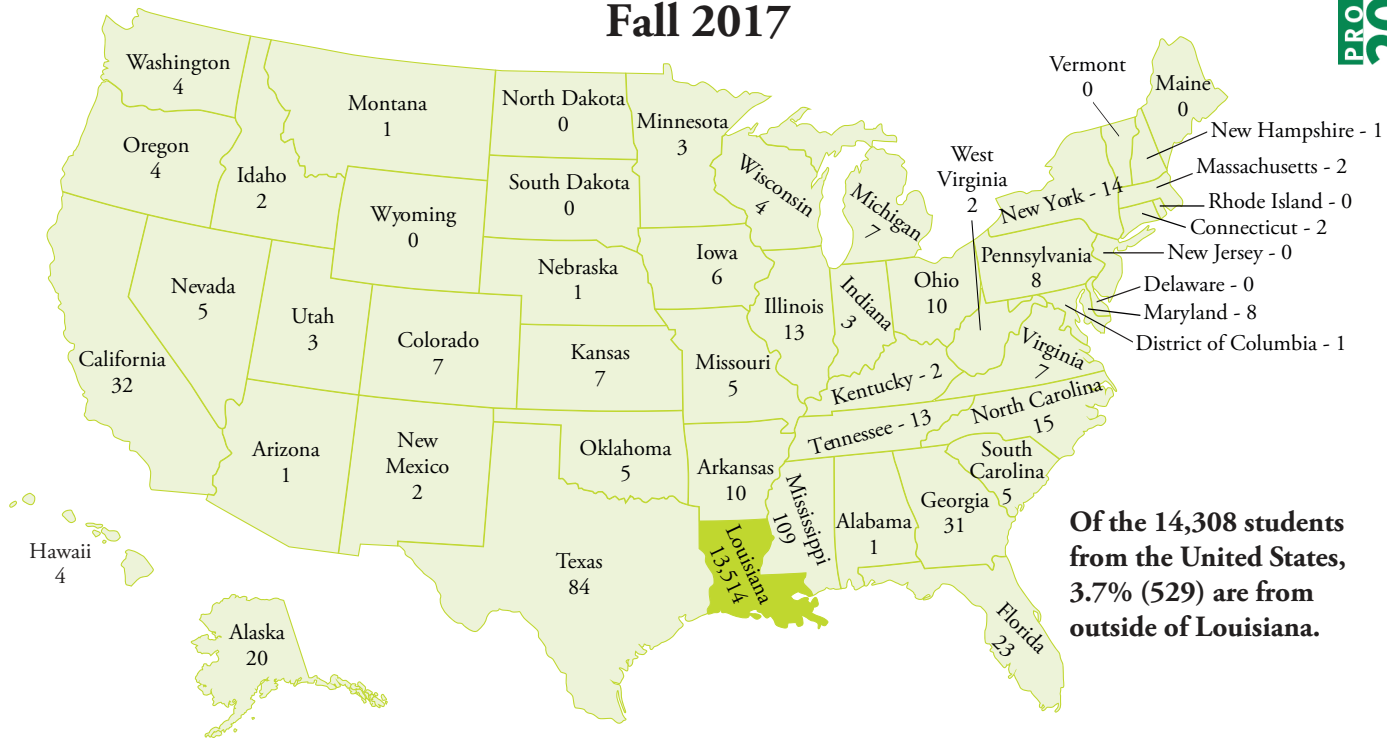 Fall 2017
PRO
Washington
4
Oregon
4
Idaho
2
Montana
1
Wyoming
0
North Dakota
0
South Dakota
0
Nebraska
1
Minnesota
3
Wisconsin
4
Michigan
7
Iowa
6
Nevada
5
Utah
3
Colorado
7
Kansas
7
Missouri
5
Illinois
13
Indiana
3
Ohio
10
California
32
Arizona
1
New
Mexico
2
Oklahoma
5
Arkansas
10
Texas
84
Louisiana
13,514
Mississippi
109
Alabama
1
Georgia
31
Florida
23
South
Carolina
5
North Carolina
15
Tennessee - 13
Kentucky - 2
Virginia
7
West
Virginia
2
Pennsylvania
8
New York - 14
Vermont
0
Maine
0
New Hampshire - 1
Massachusetts - 2
Rhode Island - 0
Connecticut - 2
New Jersey - 0
Delaware - 0
Maryland - 8
District of Columbia - 1
Hawaii
4
Alaska
20
Of the 14,308 students
from the United States,
3.7% (529) are from
outside of Louisiana.